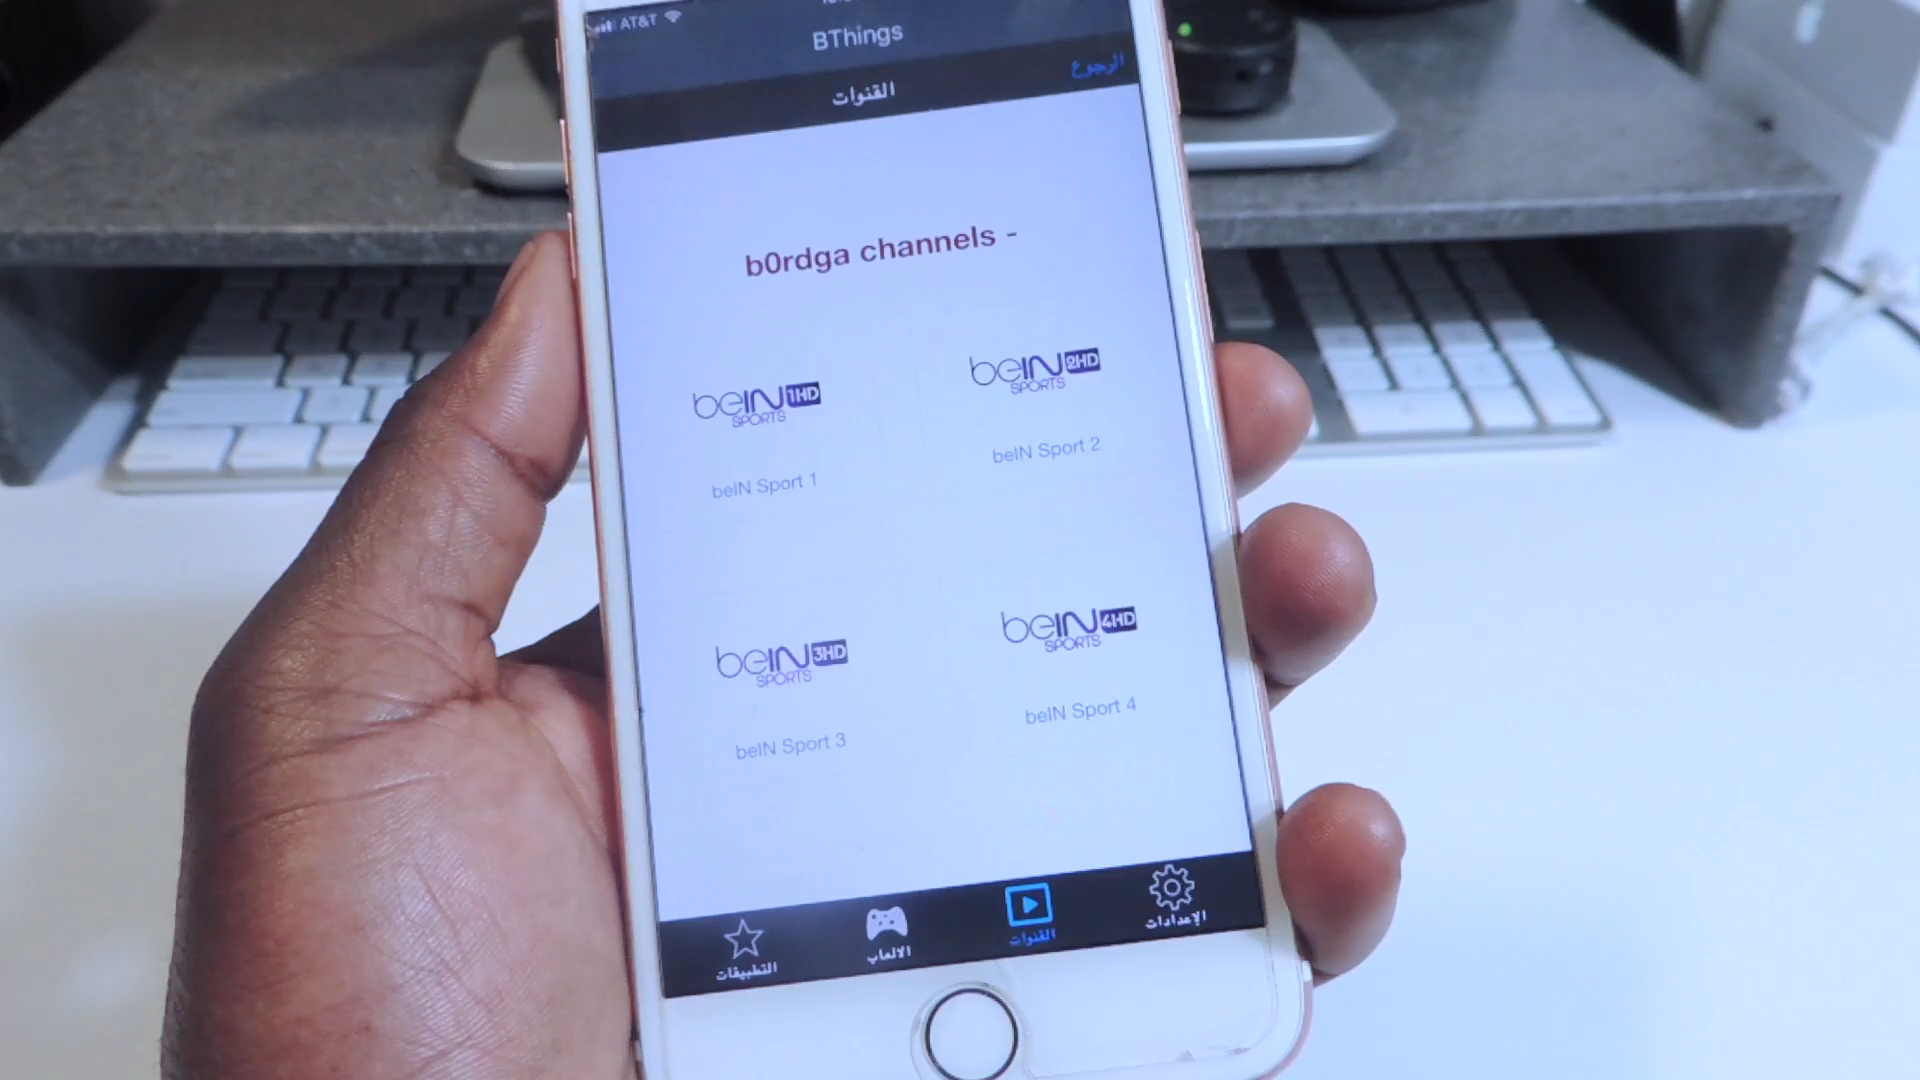 AT&T
BThings
القنوات
الرجوع
b0rdga channels -
beIN SPORTS 1HD
beIN Sport 1
beIN SPORTS 2HD
beIN Sport 2
beIN SPORTS 3HD
beIN Sport 3
beIN SPORTS 4HD
beIN Sport 4
التطبيقات
الالعاب
القنوات
الإعدادات